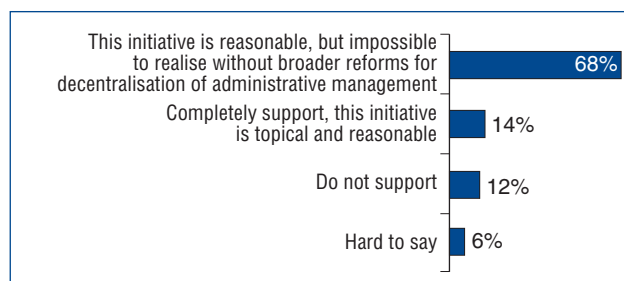 This initiative is reasonable, but impossible
to realise without broader reforms for
decentralisation of administrative management
68%
Completely support, this initiative
is topical and reasonable
14%
Do not support
12%
Hard to say
6%